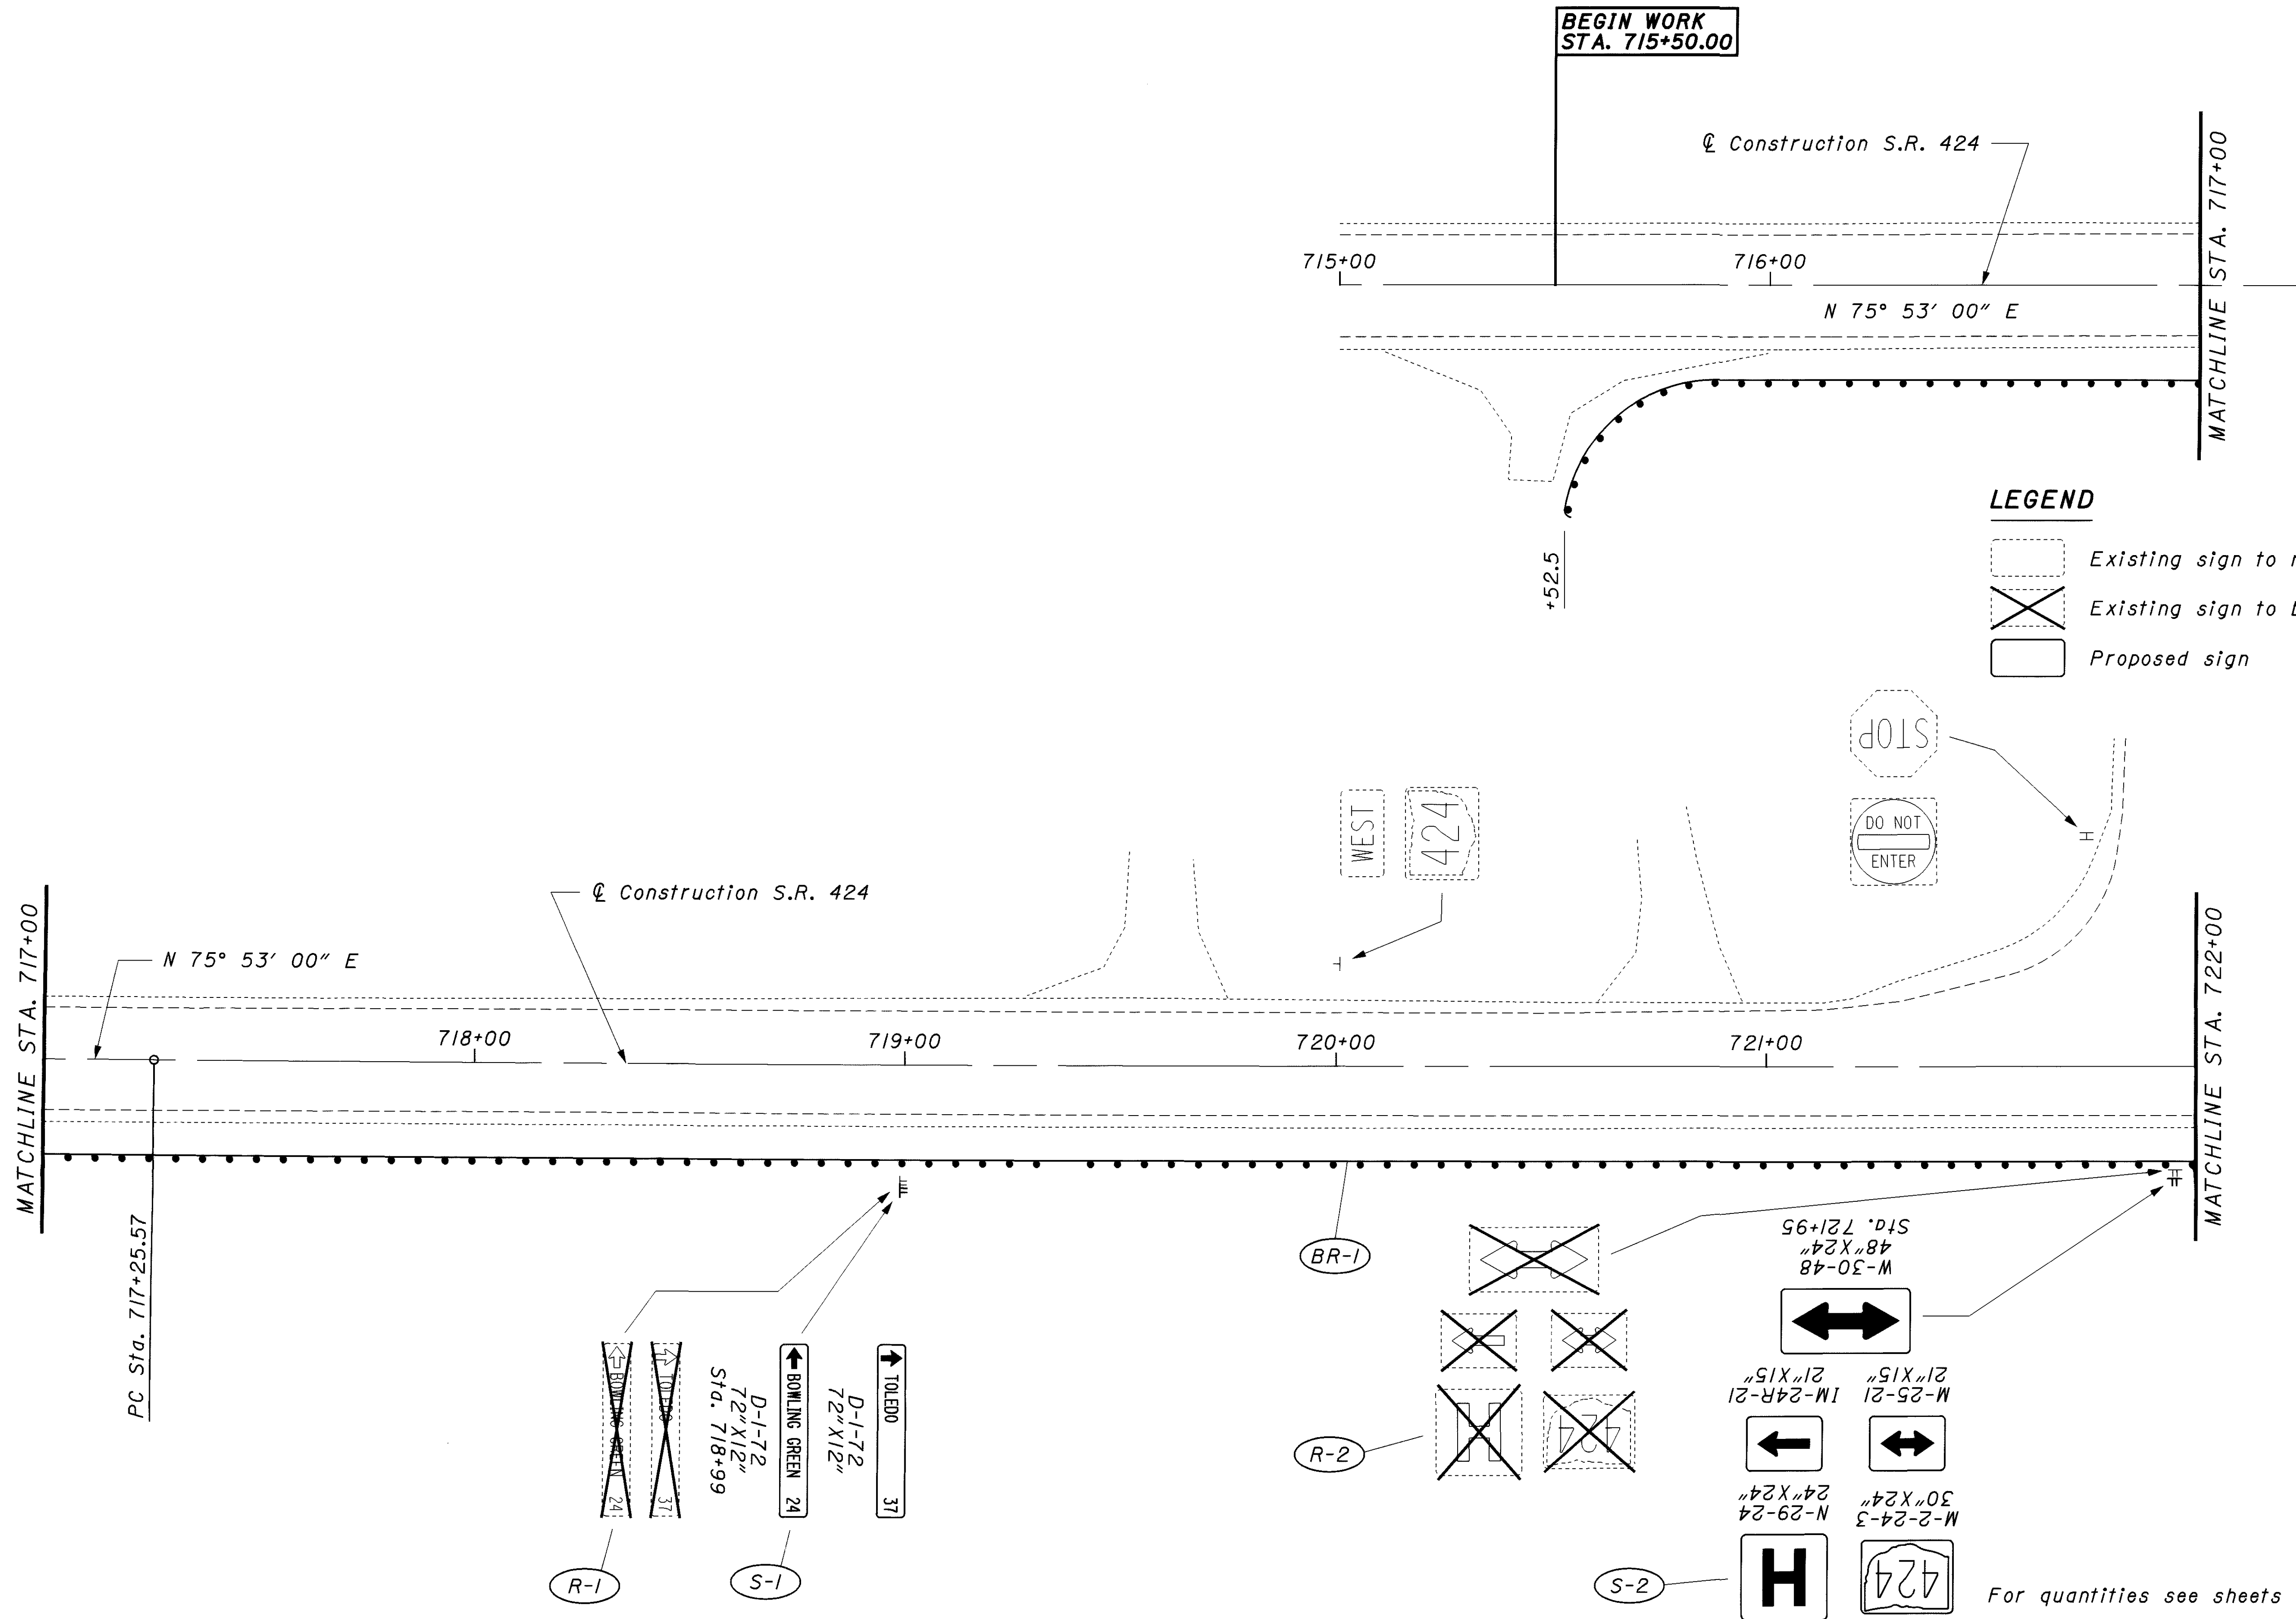 BEGIN WORK
STA. 715+50.00
℄ Construction S.R. 424
MATCHLINE STA. 717+00
715+00
716+00
N 75° 53' 00" E
+52.5
LEGEND
Existing sign to
Existing sign to
Proposed sign
STOP
DO NOT
ENTER
WEST
424
℄ Construction S.R. 424
N 75° 53' 00" E
MATCHLINE STA. 717+00
718+00
719+00
720+00
721+00
MATCHLINE STA. 722+00
PC Sta. 717+25.57
BR-1
BOWLING GREEN 24
TOLEDO 37
Sta. 718+99
72"X12"
D-1-72
BOWLING GREEN 24
72"X12"
D-1-72
TOLEDO 37
R-1
S-1
424
R-2
W-30-48
48"X24"
Sta. 721+95
IM-24R-21
21"X15"
M-25-21
21"X15"
N-29-24
24"X24"
M-2-24-3
30"X24"
H
424
S-2
For quantities see sheets